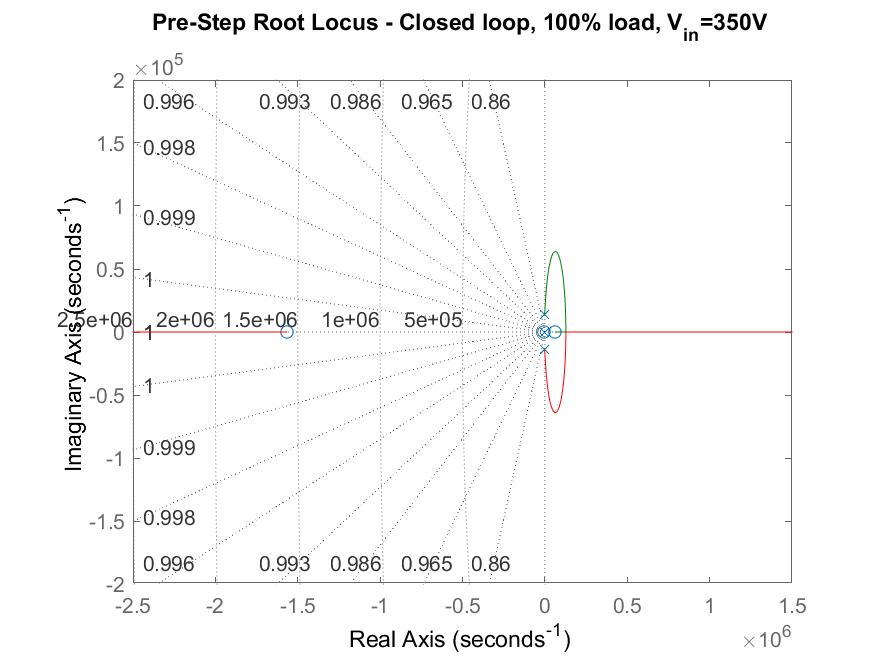 Pre-Step Root Locus - Closed loop, 100% load, V_in=350V
×10^5
2
0.996 0.993 0.986 0.965 0.86
1.5
0.998
1
0.999
0.5
1
2.5e+06 2e+06 1.5e+06 1e+06 5e+05
0
1
-0.5
1
0.999
-1
-1.5
0.998
0.996 0.993 0.986 0.965 0.86
-2
-2.5 -2 -1.5 -1 -0.5 0 0.5 1 1.5
Imaginary Axis (seconds^-1)
Real Axis (seconds^-1)
×10^6